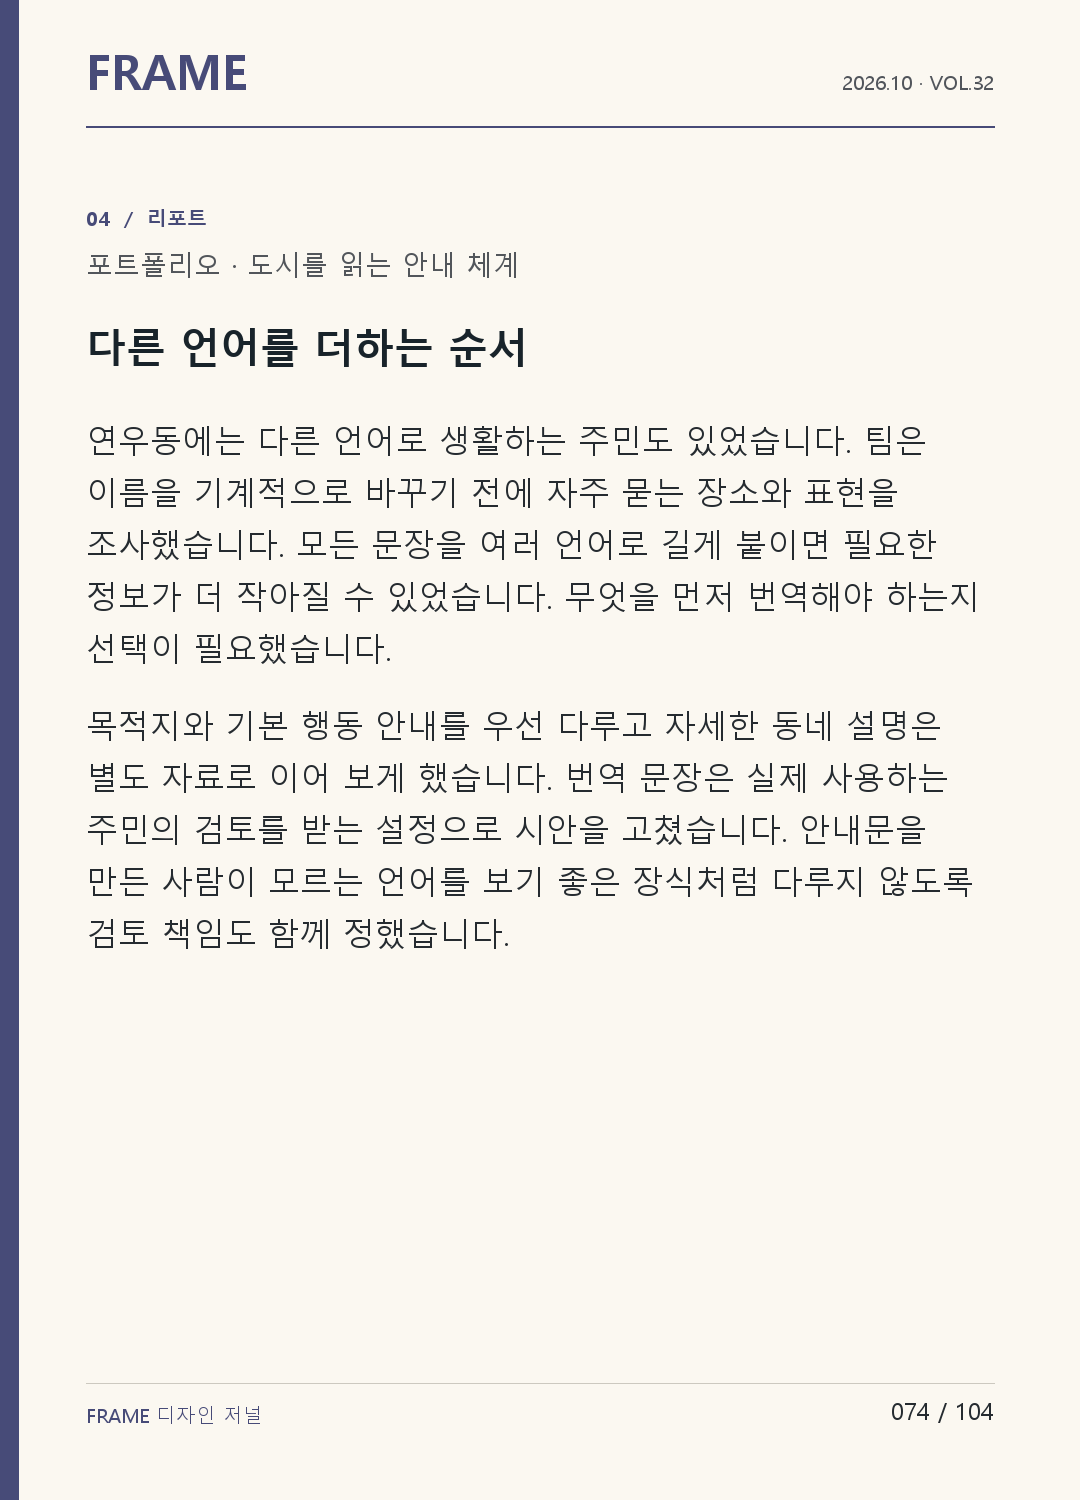 FRAME
2026.10 · VOL.32
04 / 리포트
포트폴리오 · 도시를 읽는 안내 체계
다른 언어를 더하는 순서
연우동에는 다른 언어로 생활하는 주민도 있었습니다. 팀은
이름을 기계적으로 바꾸기 전에 자주 묻는 장소와 표현을
조사했습니다. 모든 문장을 여러 언어로 길게 붙이면 필요한
정보가 더 작아질 수 있었습니다. 무엇을 먼저 번역해야 하는지
선택이 필요했습니다.
목적지와 기본 행동 안내를 우선 다루고 자세한 동네 설명은
별도 자료로 이어 보게 했습니다. 번역 문장은 실제 사용하는
주민의 검토를 받는 설정으로 시안을 고쳤습니다. 안내문을
만든 사람이 모르는 언어를 보기 좋은 장식처럼 다루지 않도록
검토 책임도 함께 정했습니다.
FRAME 디자인 저널
074 / 104